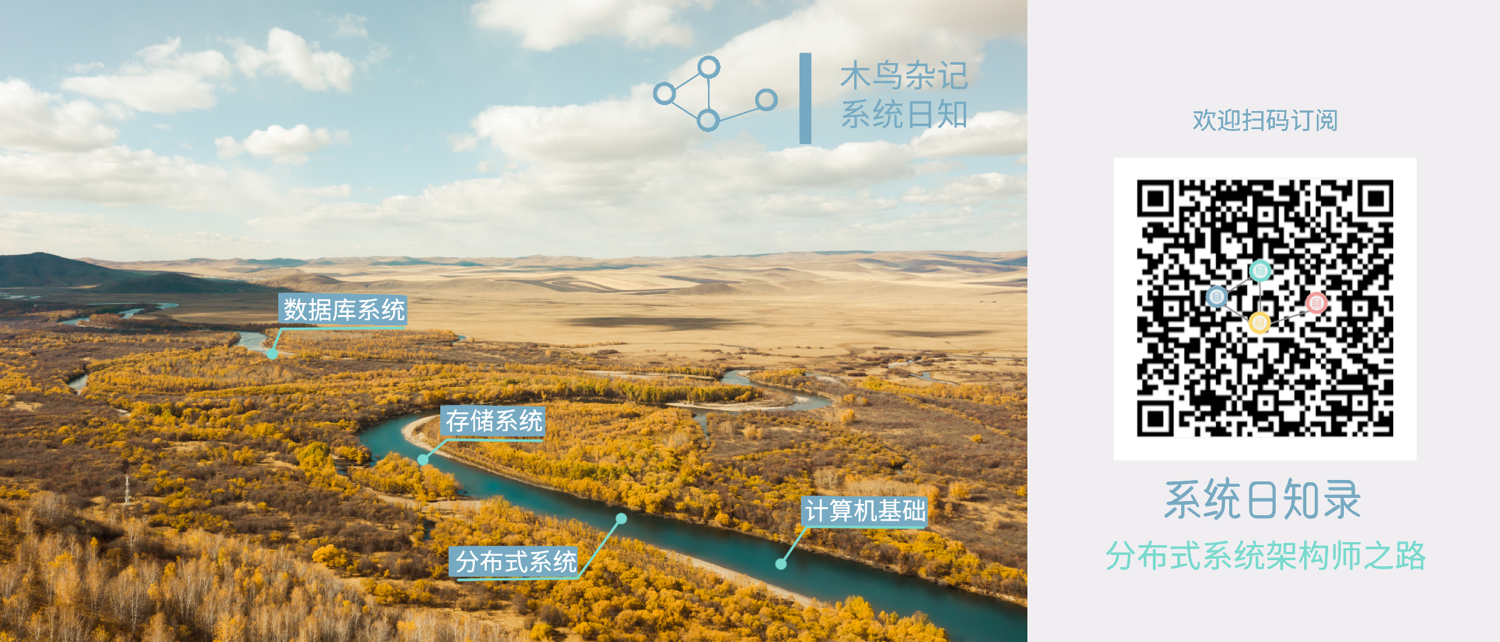 木鸟杂记
系统日知
数据库系统
存储系统
计算机基础
分布式系统
欢迎扫码订阅
系统日知录
分布式系统架构师之路